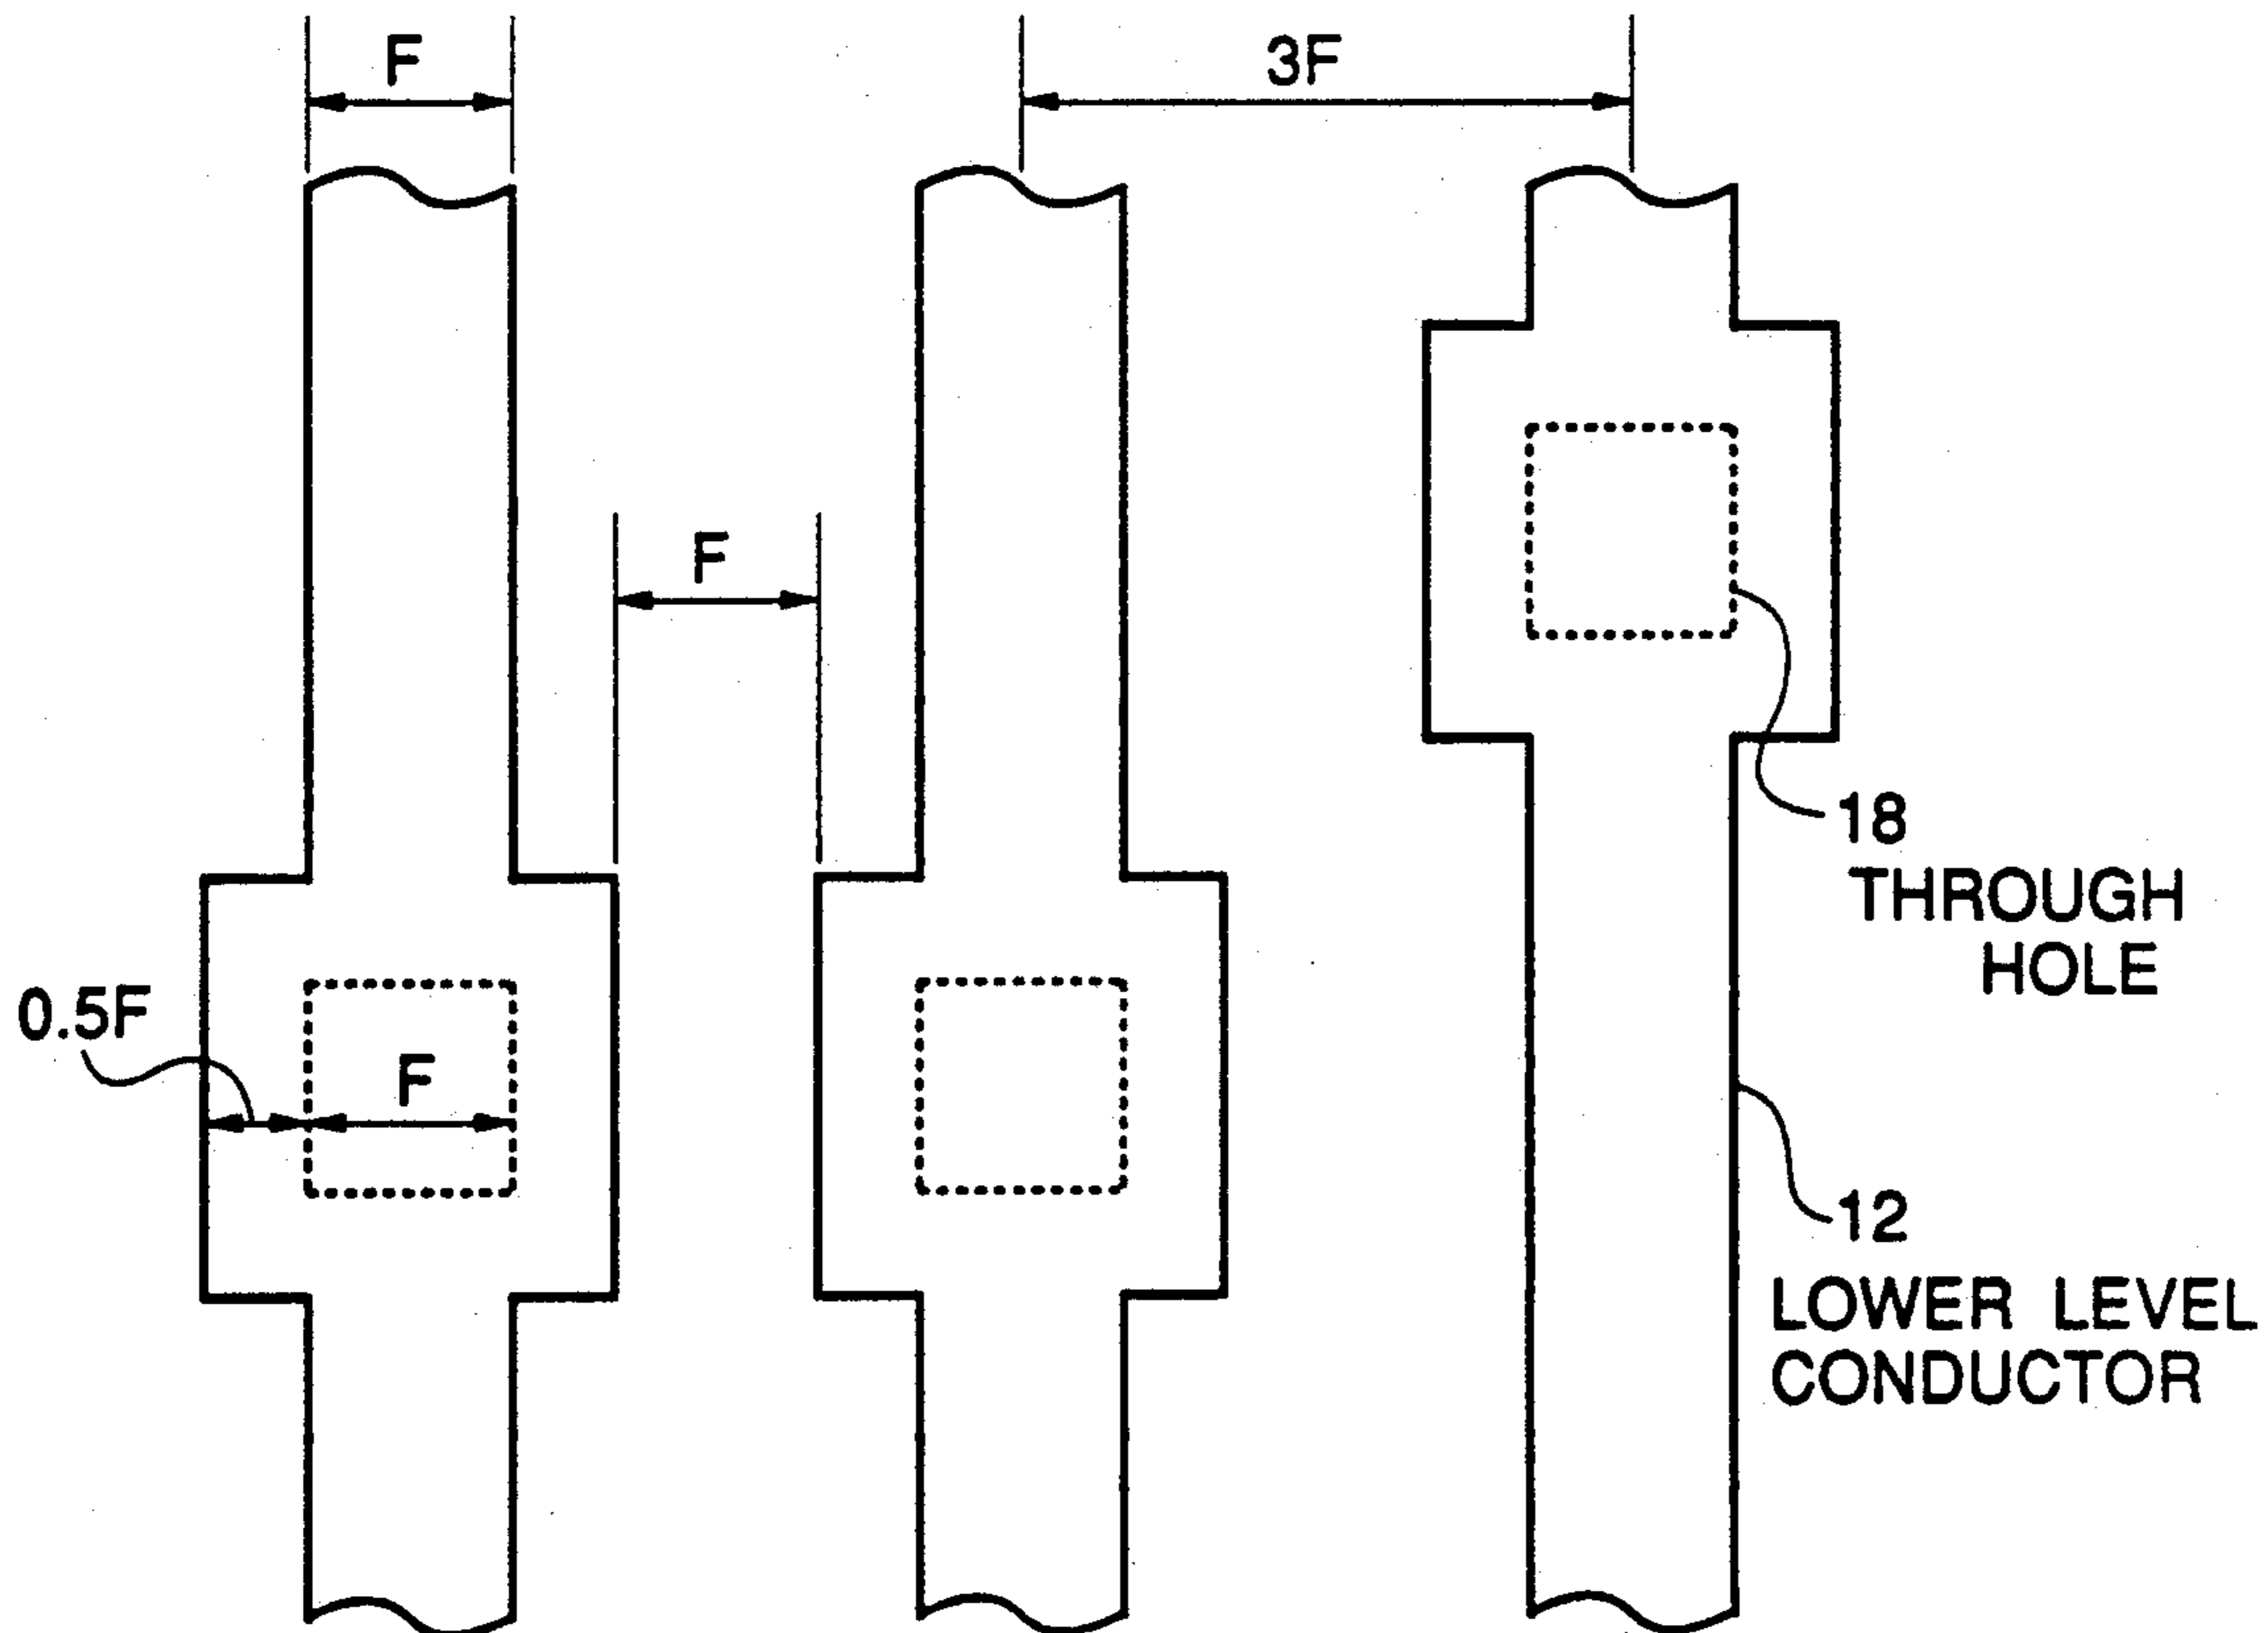 F
3F
F
18
THROUGH
HOLE
0.5F
F
12
LOWER LEVEL
CONDUCTOR